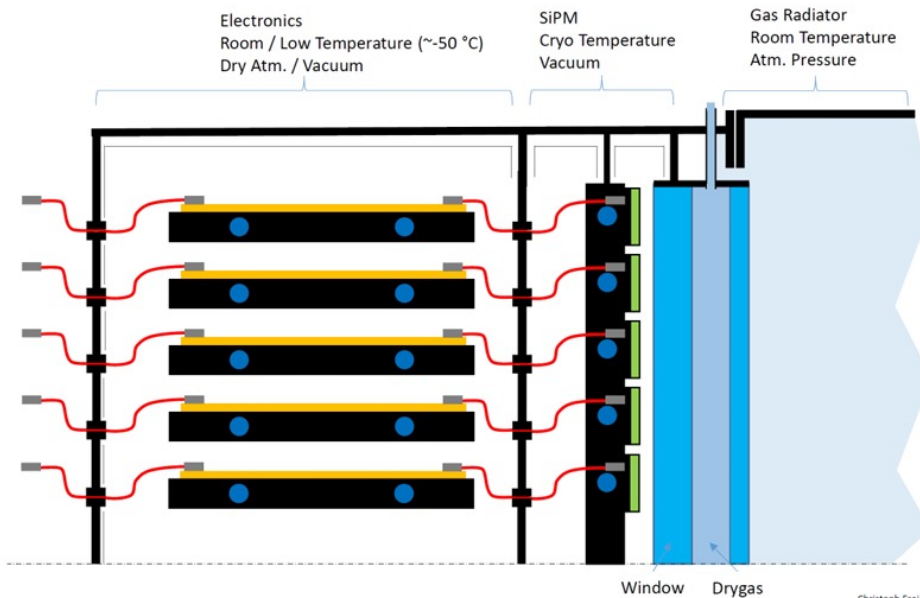 Electronics
Room / Low Temperature (~-50 °C)
Dry Atm. / Vacuum
SiPM
Cryo Temperature
Vacuum
Gas Radiator
Room Temperature
Atm. Pressure
Window
Drygas
Christoph